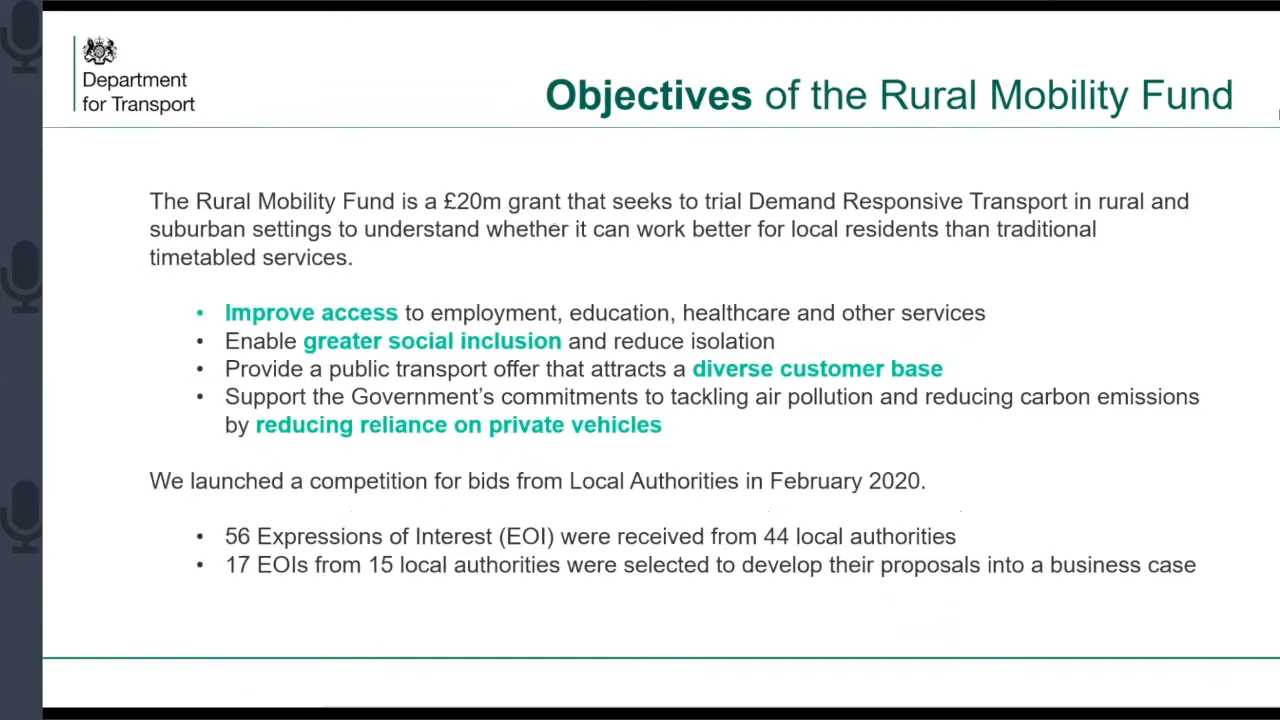 Department
for Transport
Objectives of the Rural Mobility Fund
The Rural Mobility Fund is a £20m grant that seeks to trial Demand Responsive Transport in rural and
suburban settings to understand whether it can work better for local residents than traditional
timetabled services.
• Improve access to employment, education, healthcare and other services
• Enable greater social inclusion and reduce isolation
• Provide a public transport offer that attracts a diverse customer base
• Support the Government’s commitments to tackling air pollution and reducing carbon emissions
by reducing reliance on private vehicles
We launched a competition for bids from Local Authorities in February 2020.
• 56 Expressions of Interest (EOI) were received from 44 local authorities
• 17 EOIs from 15 local authorities were selected to develop their proposals into a business case